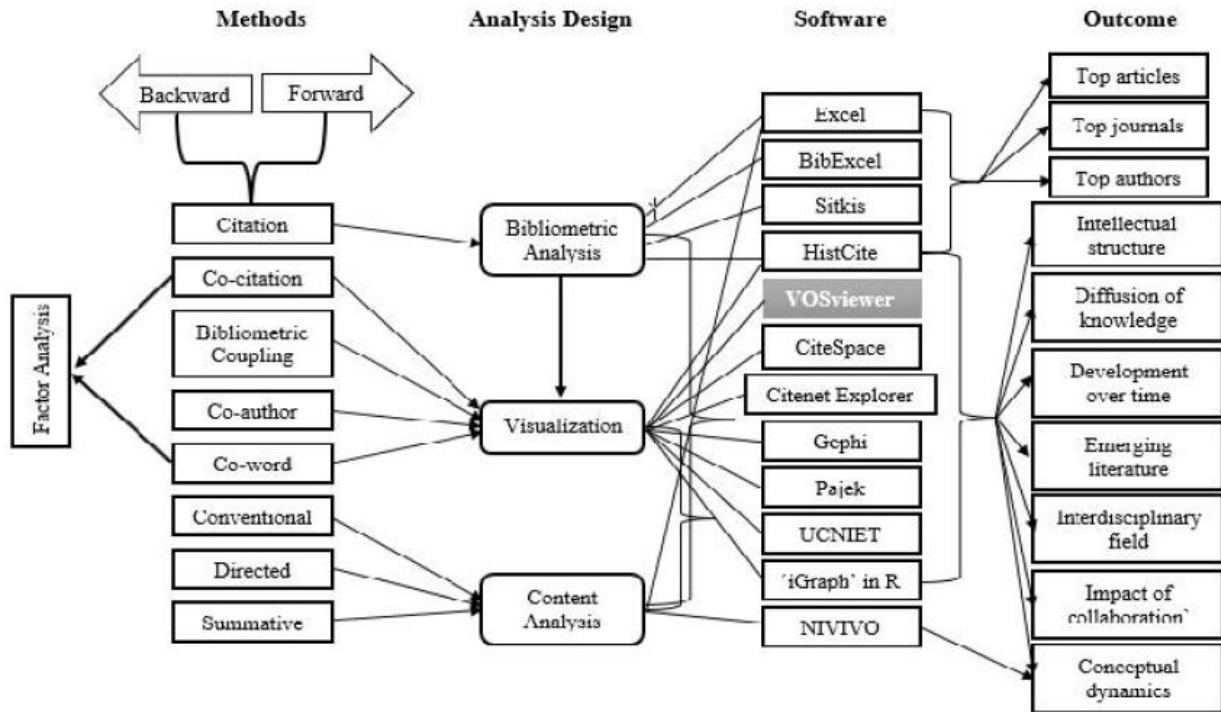 Methods
Analysis Design
Software
Outcome
Backward
Forward
Citation
Co-citation
Bibliometric
Coupling
Co-author
Co-word
Conventional
Directed
Summative
Factor Analysis
Bibliometric
Analysis
Visualization
Content
Analysis
Excel
BibExcel
Sitkis
HistCite
VOSviewer
CiteSpace
Citenet Explorer
Gephi
Pajek
UCNIET
`iGraph` in R
NIVIVO
Top articles
Top journals
Top authors
Intellectual
structure
Diffusion of
knowledge
Development
over time
Emerging
literature
Interdisciplinary
field
Impact of
collaboration`
Conceptual
dynamics